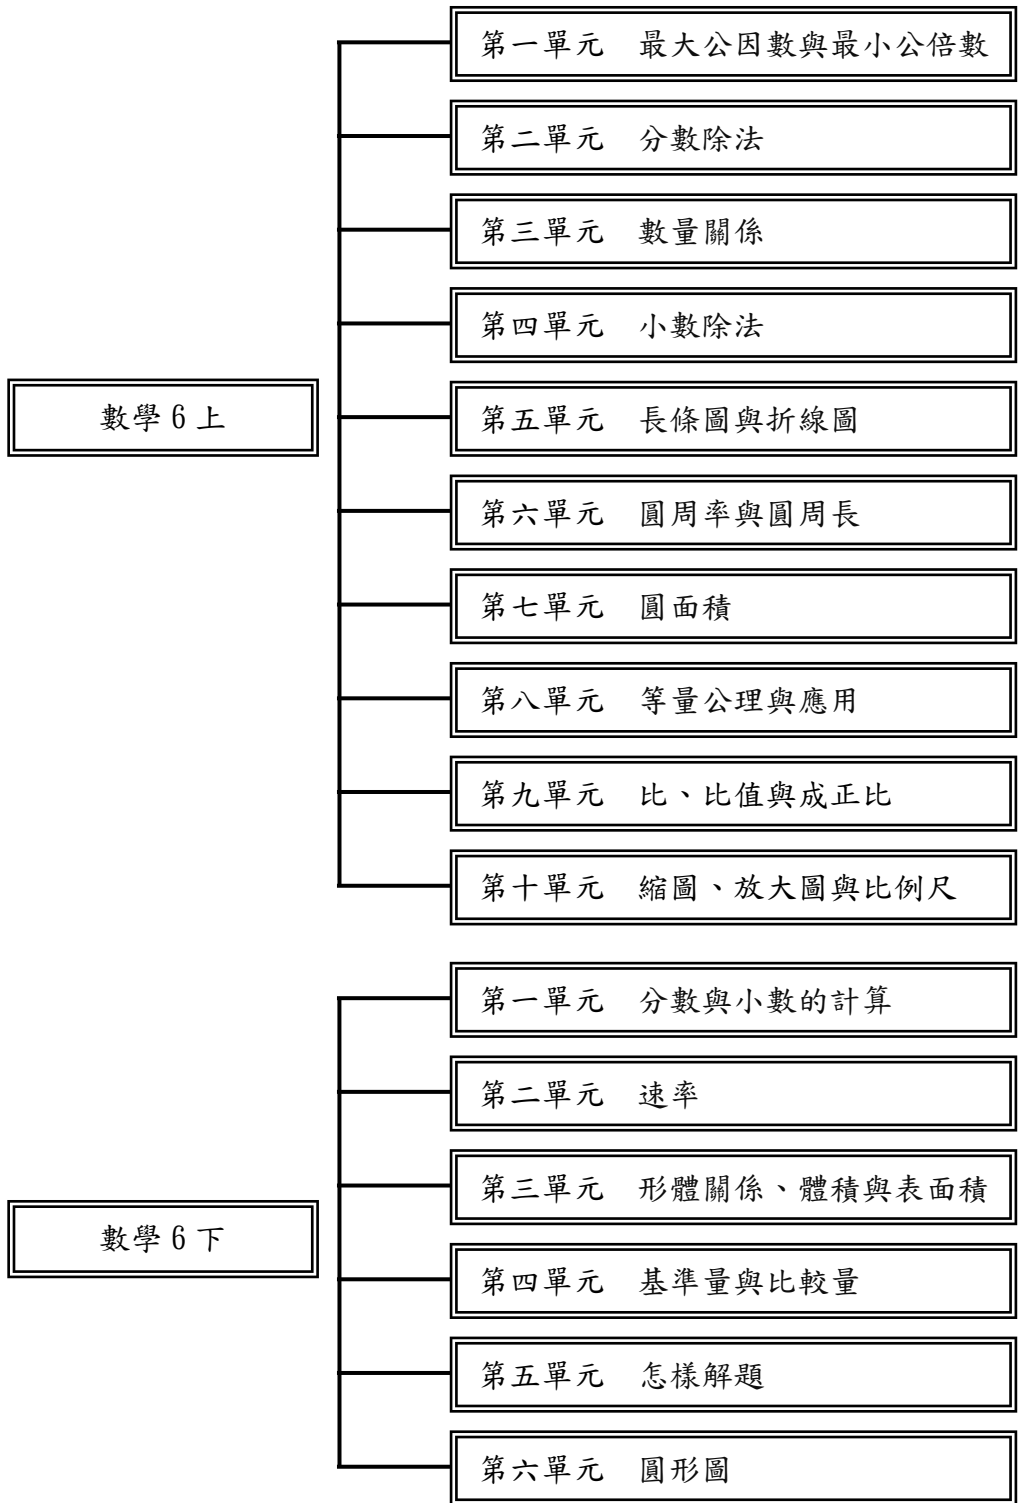 數學6上
第一單元　最大公因數與最小公倍數
第二單元　分數除法
第三單元　數量關係
第四單元　小數除法
第五單元　長條圖與折線圖
第六單元　圓周率與圓周長
第七單元　圓面積
第八單元　等量公理與應用
第九單元　比、比值與成正比
第十單元　縮圖、放大圖與比例尺
數學6下
第一單元　分數與小數的計算
第二單元　速率
第三單元　形體關係、體積與表面積
第四單元　基準量與比較量
第五單元　怎樣解題
第六單元　圓形圖